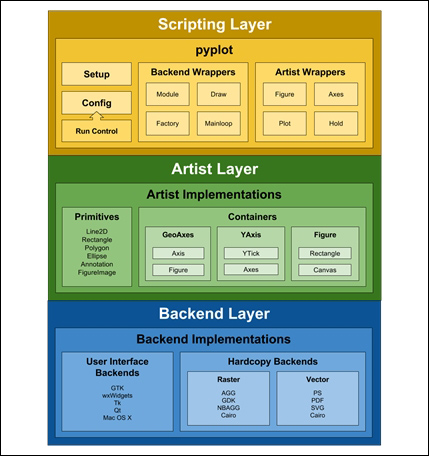 Scripting Layer
pyplot
Setup
Config
Run Control
Backend Wrappers
Module
Draw
Factory
Mainloop
Artist Wrappers
Figure
Axes
Plot
Hold
Artist Layer
Artist Implementations
Primitives
Line2D
Rectangle
Polygon
Ellipse
Annotation
FigureImage
Containers
GeoAxes
Axis
Figure
YAxis
YTick
Axes
Figure
Rectangle
Canvas
Backend Layer
Backend Implementations
User Interface
Backends
GTK
wxWidgets
Tk
Qt
Mac OS X
Hardcopy Backends
Raster
AGG
GDK
NBAGG
Cairo
Vector
PS
PDF
SVG
Cairo